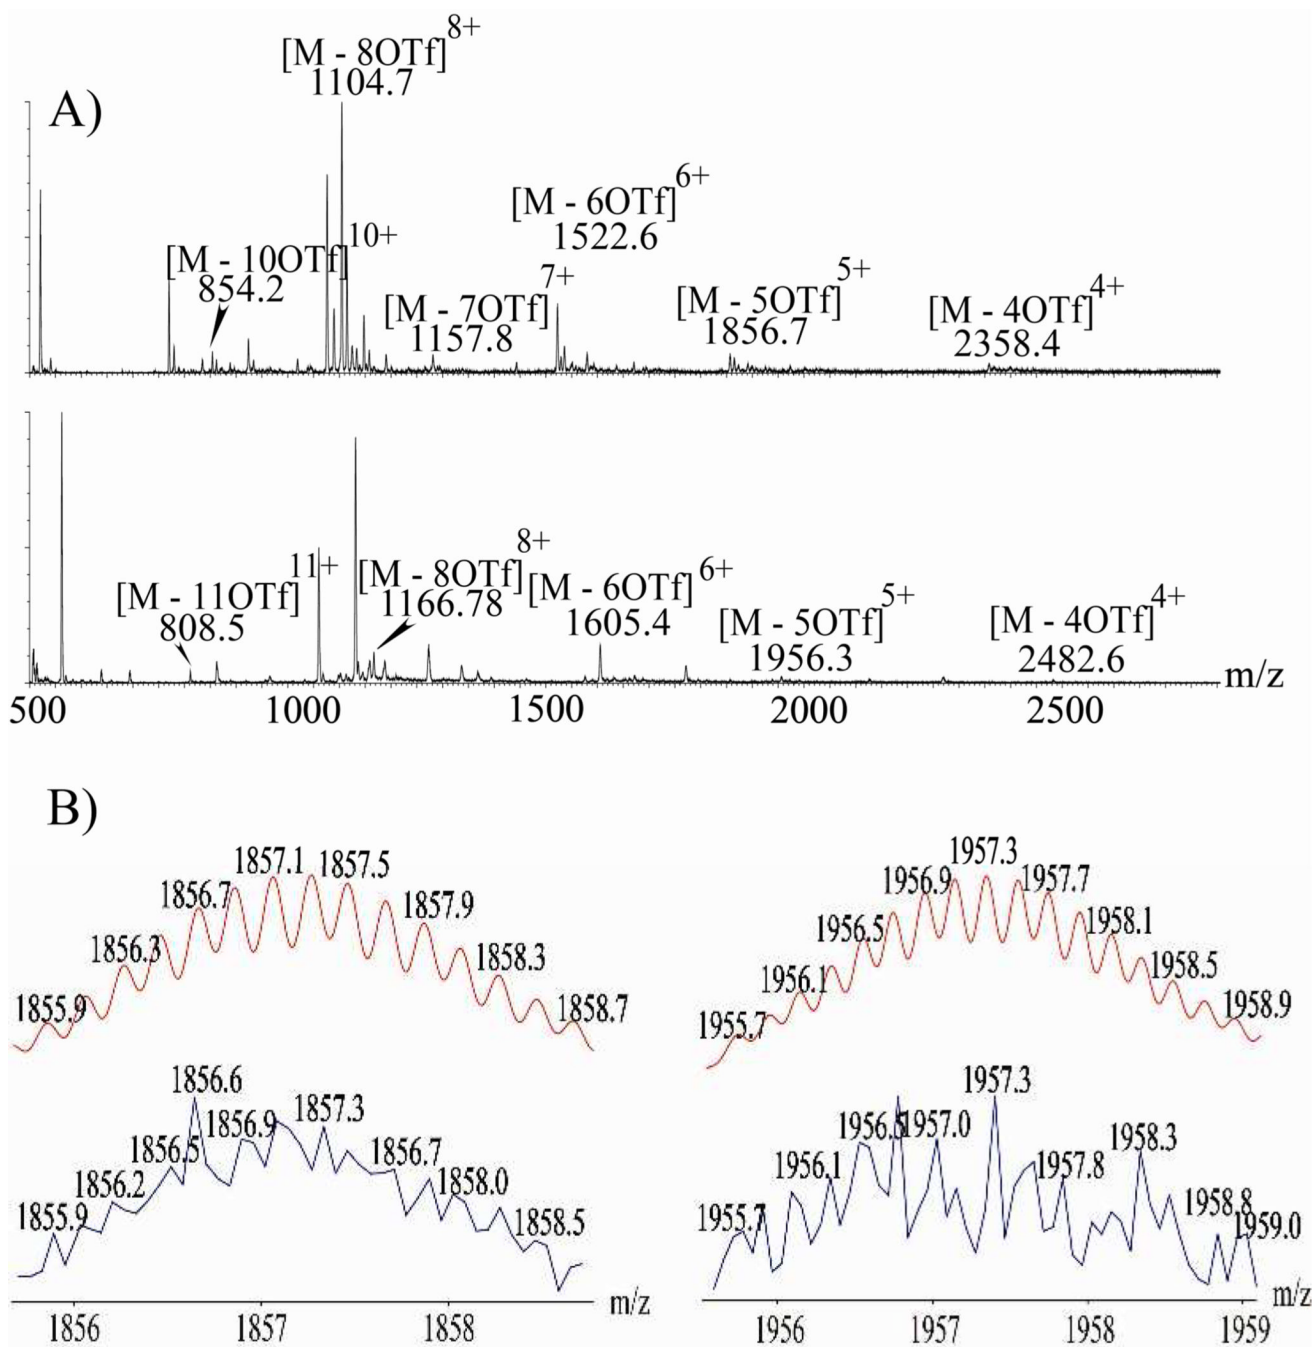 A)
[M - 8OTf]8+
1104.7
[M - 10OTf]10+
854.2
[M - 7OTf]7+
1157.8
[M - 6OTf]6+
1522.6
[M - 5OTf]5+
1856.7
[M - 4OTf]4+
2358.4
[M - 11OTf]11+
808.5
[M - 8OTf]8+
1166.78
[M - 6OTf]6+
1605.4
[M - 5OTf]5+
1956.3
[M - 4OTf]4+
2482.6
m/z
500 1000 1500 2000 2500
B)
1855.9 1856.3 1856.7 1857.1 1857.5 1857.9 1858.3 1858.7
1855.9 1856.2 1856.5 1856.6 1856.9 1857.3 1856.7 1858.0 1858.5
m/z
1856 1857 1858
1955.7 1956.1 1956.5 1956.9 1957.3 1957.7 1958.1 1958.5 1958.9
1955.7 1956.1 1956.5 1957.0 1957.3 1957.8 1958.3 1958.8 1959.0
m/z
1956 1957 1958 1959